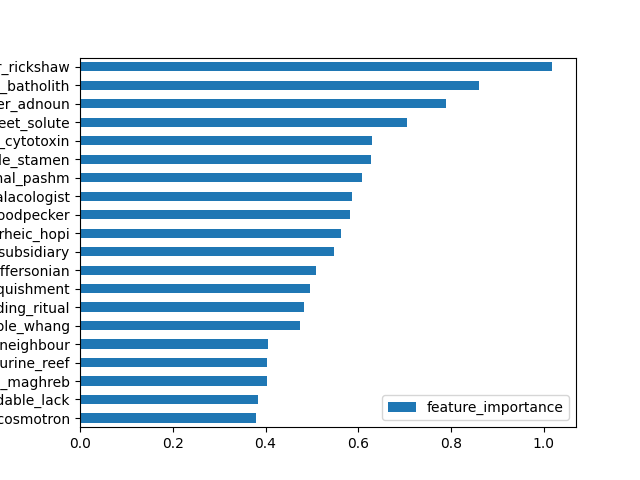 r_rickshaw
_batholith
er_adnoun
eet_solute
_cytotoxin
le_stamen
nal_pashm
alacologist
oodpecker
rheic_hopi
subsidiary
ffersonian
quishment
ding_ritual
ble_whang
neighbour
urine_reef
_maghreb
dable_lack
cosmotron
feature_importance
0.0 0.2 0.4 0.6 0.8 1.0